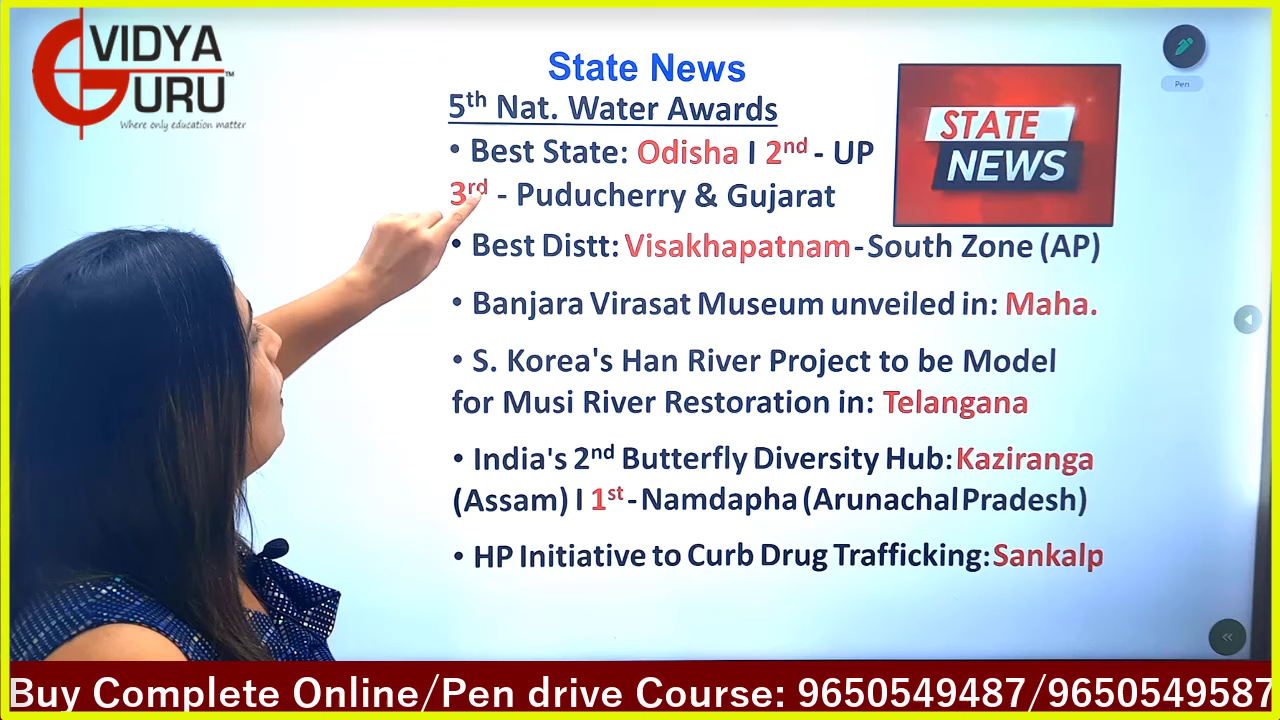 VIDYA
GURU™
Where only education matter
State News
5th Nat. Water Awards
• Best State: Odisha I 2nd - UP
3rd - Puducherry & Gujarat
• Best Distt: Visakhapatnam - South Zone (AP)
• Banjara Virasat Museum unveiled in: Maha.
• S. Korea's Han River Project to be Model
for Musi River Restoration in: Telangana
• India's 2nd Butterfly Diversity Hub: Kaziranga
(Assam) I 1st - Namdapha (Arunachal Pradesh)
• HP Initiative to Curb Drug Trafficking: Sankalp
STATE
NEWS
Pen
Buy Complete Online/Pen drive Course: 9650549487/9650549587